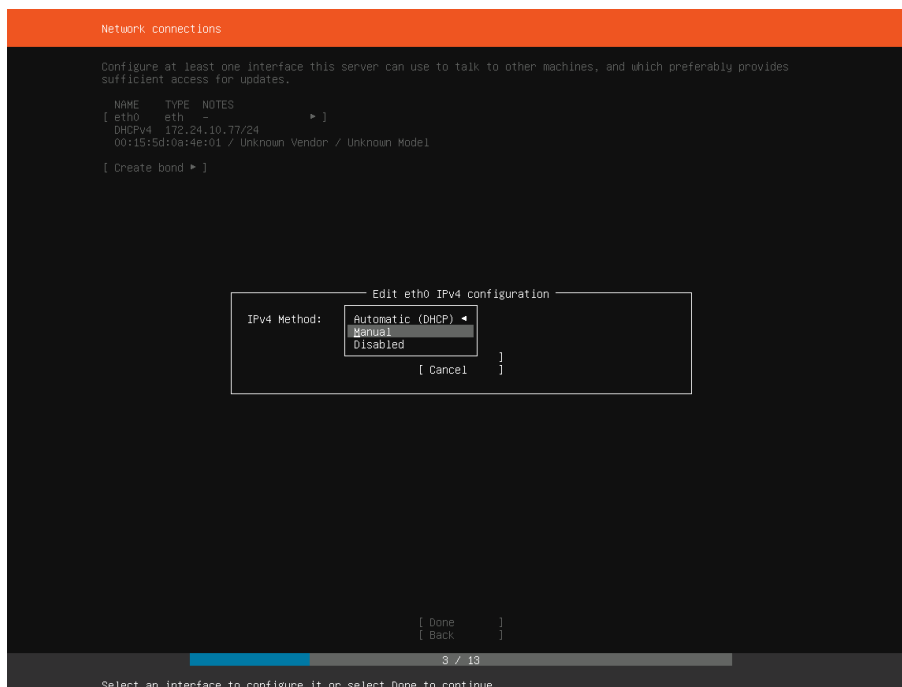 Network connections
Configure at least one interface this server can use to talk to other machines, and which preferably provides
sufficient access for updates.
NAME TYPE NOTES
[ eth0 eth - ► ]
DHCPv4 172.24.10.77/24
00:15:5d:0a:4e:01 / Unknown Vendor / Unknown Model
[ Create bond ► ]
Edit eth0 IPv4 configuration
IPv4 Method: Automatic (DHCP) ◄
Manual
Disabled
]
[ Cancel ]
[ Done ]
[ Back ]
3 / 13
Select an interface to configure it or select Done to continue